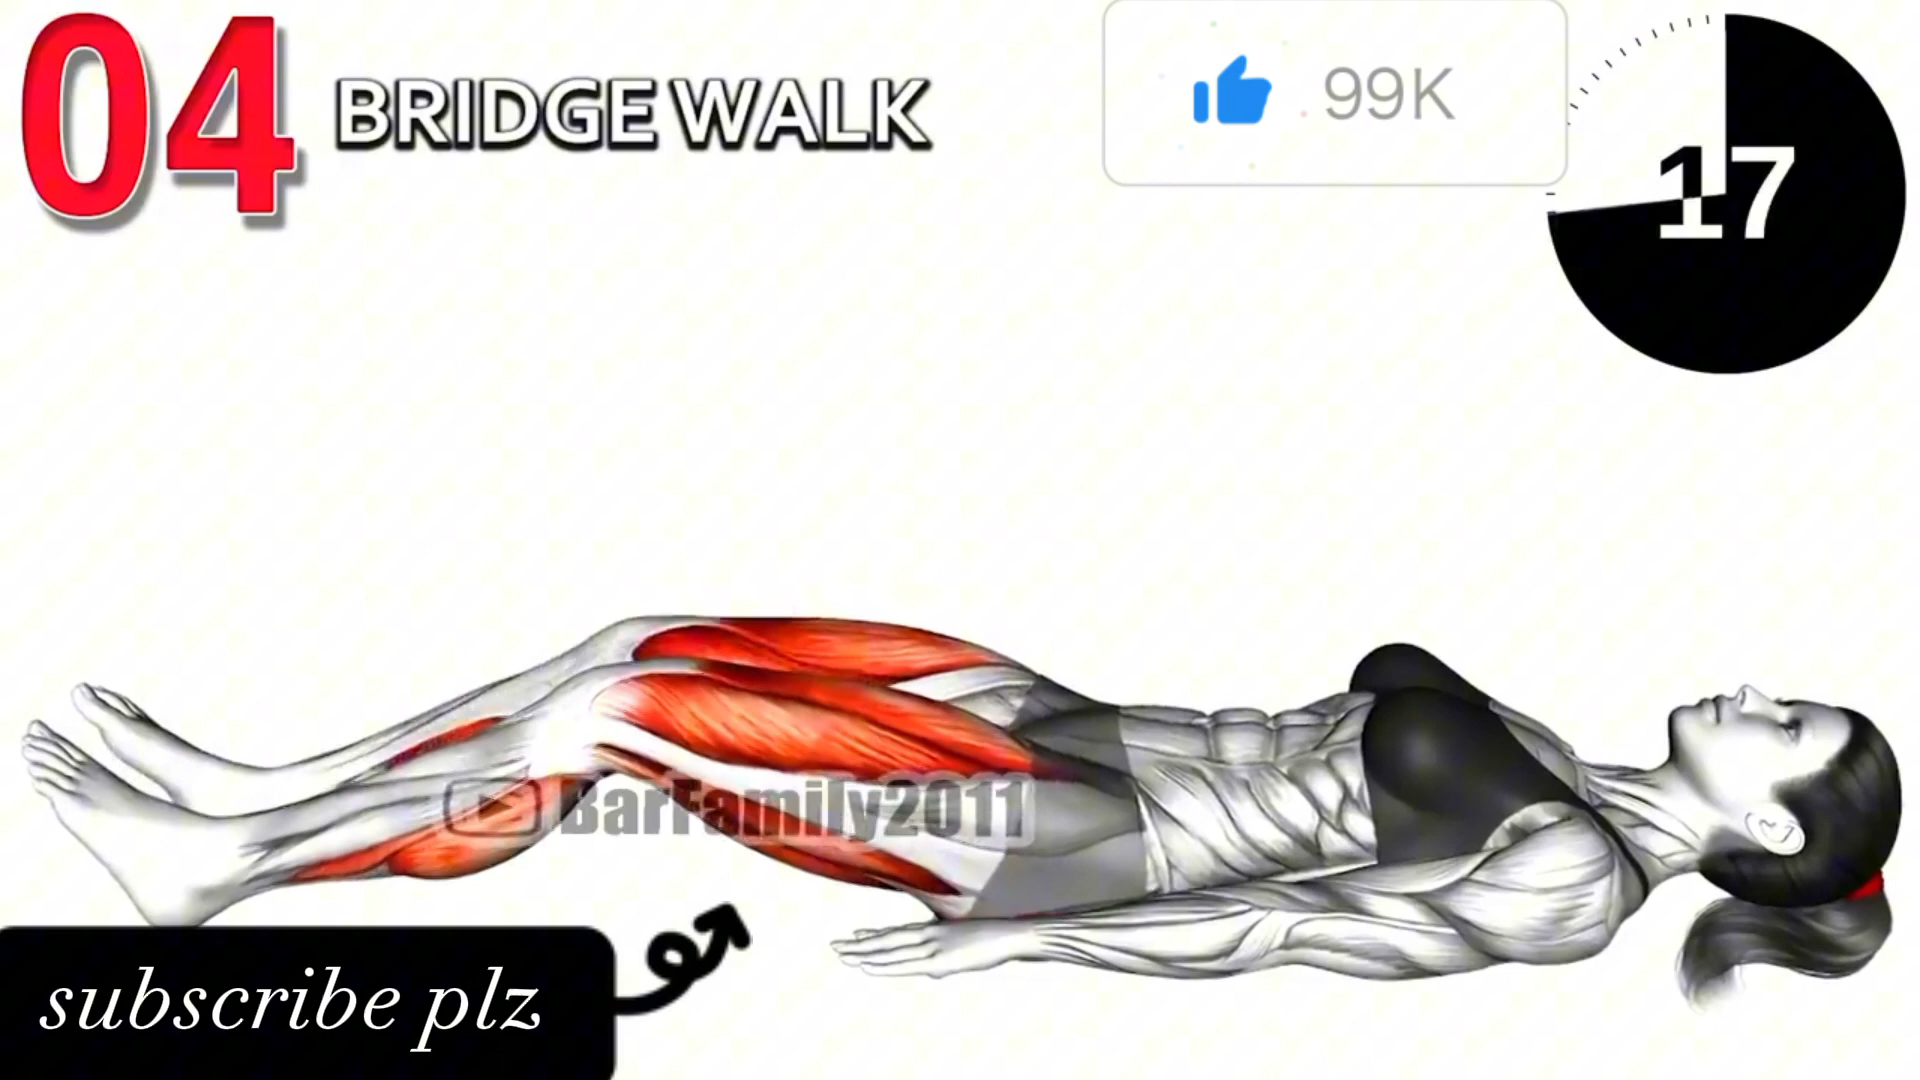 04
BRIDGE WALK
99K
17
BarFamily2011
subscribe plz